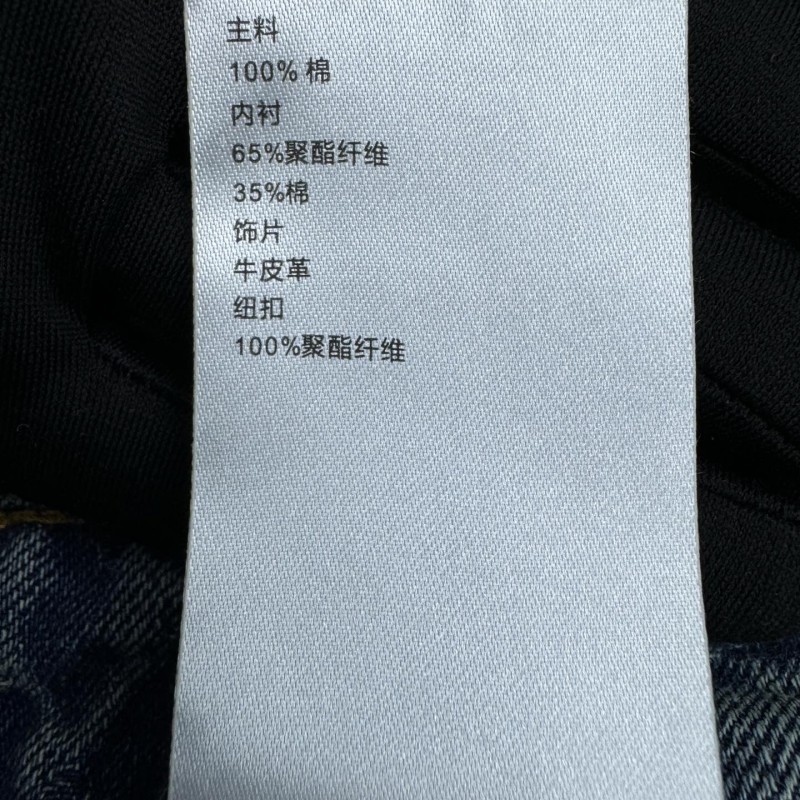 主料
100% 棉
内衬
65%聚酯纤维
35%棉
饰片
牛皮革
纽扣
100%聚酯纤维